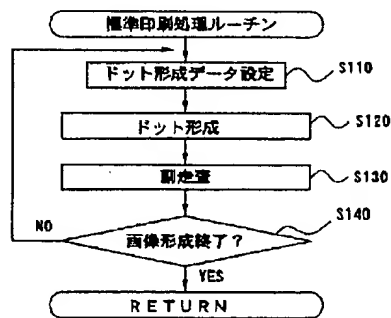 標準印刷処理ルーチン
ドット形成データ設定
S110
ドット形成
S120
副走査
S130
S140
画像形成終了?
NO
YES
RETURN